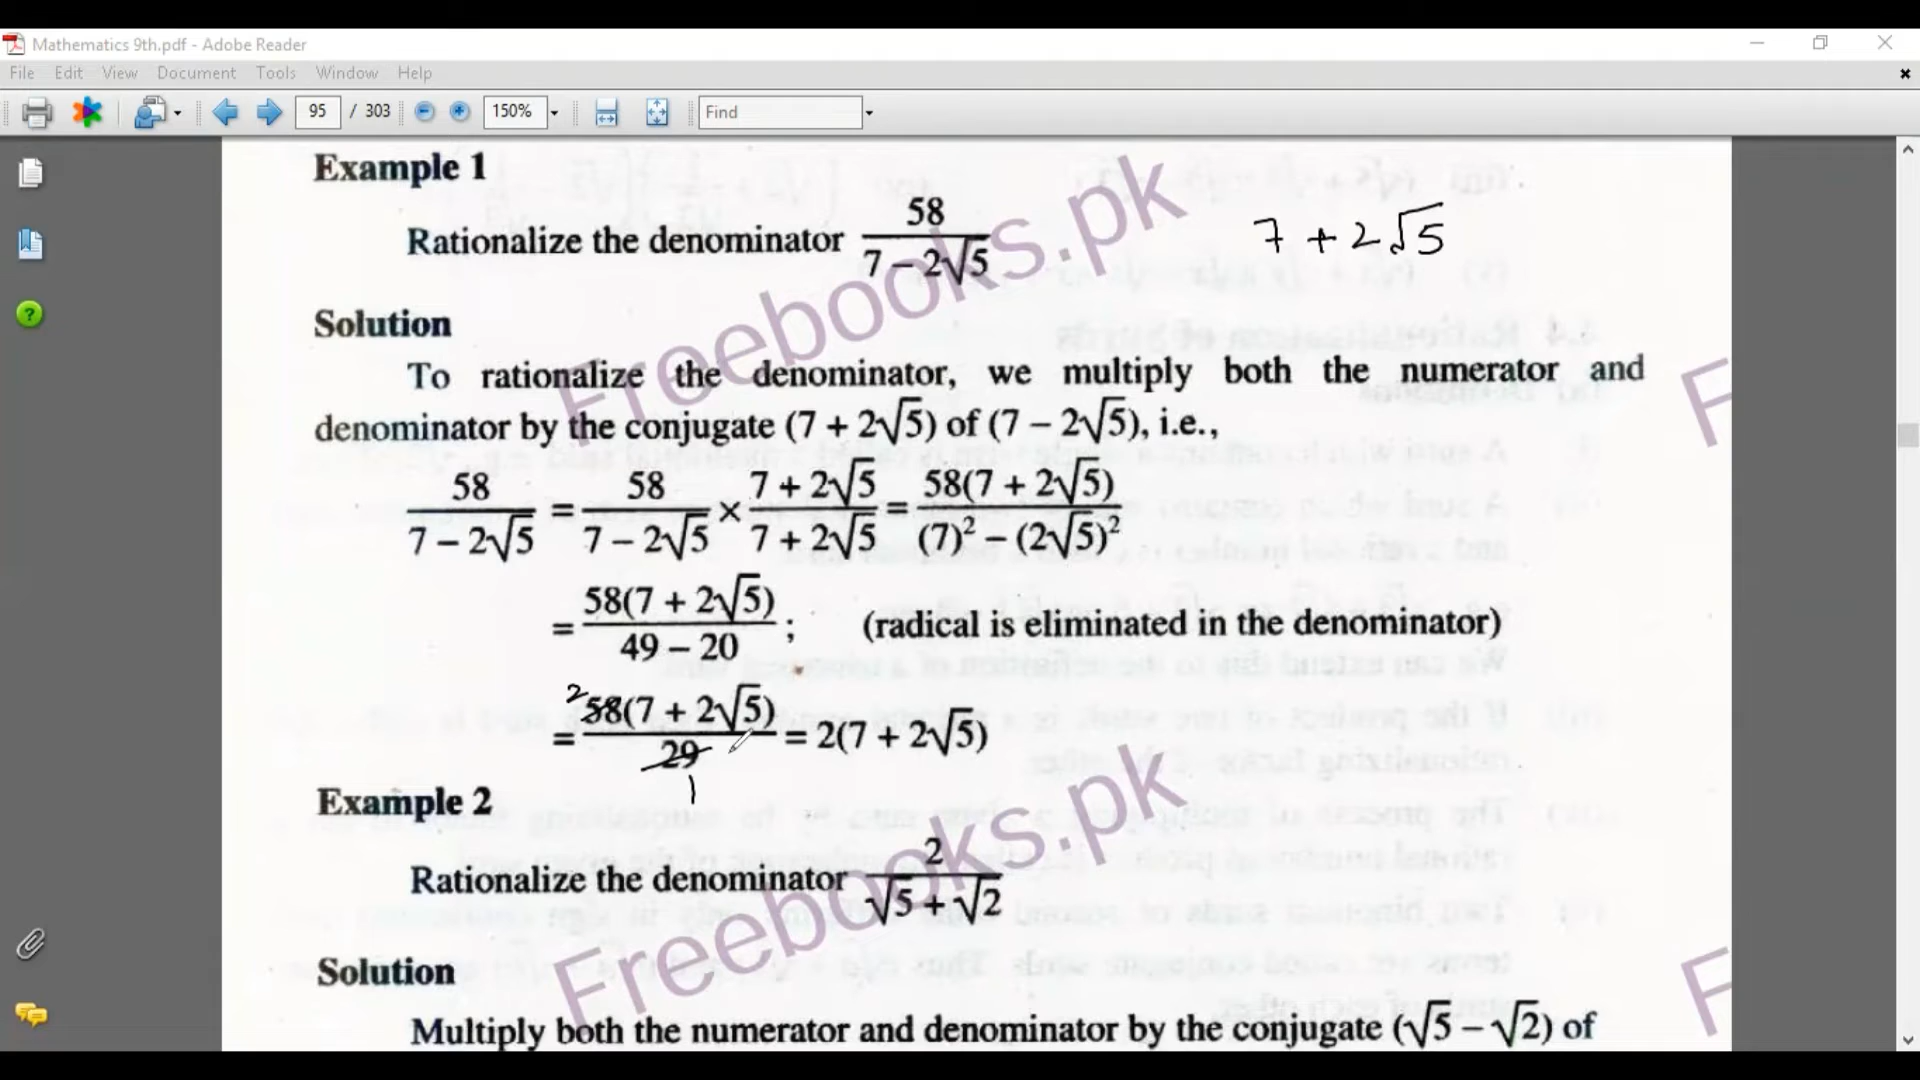 Mathematics 9th.pdf - Adobe Reader
File Edit View Document Tools Window Help
95 / 303 150% Find
Example 1
Rationalize the denominator 58/(7 − 2√5)
7 + 2√5
Solution
To rationalize the denominator, we multiply both the numerator and
denominator by the conjugate (7 + 2√5) of (7 − 2√5), i.e.,
58/(7 − 2√5) = 58/(7 − 2√5) × (7 + 2√5)/(7 + 2√5) = 58(7 + 2√5)/((7)² − (2√5)²)
= 58(7 + 2√5)/(49 − 20) ; (radical is eliminated in the denominator)
2
= 58(7 + 2√5)/29 = 2(7 + 2√5)
1
Example 2
Rationalize the denominator 2/(√5 + √2)
Solution
Multiply both the numerator and denominator by the conjugate (√5 − √2) of
Freebooks.pk
Freebooks.pk
F
F